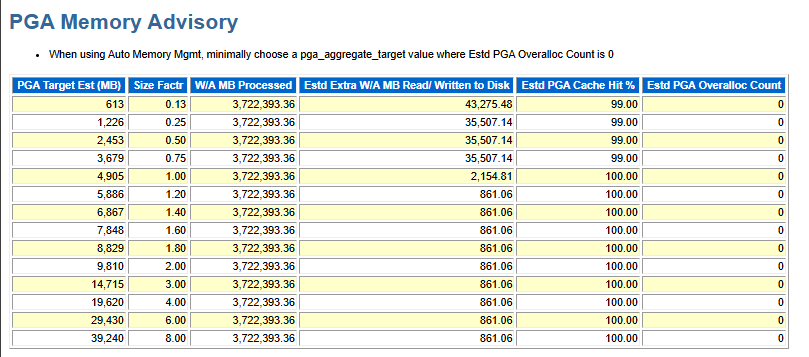 PGA Memory Advisory
• When using Auto Memory Mgmt, minimally choose a pga_aggregate_target value where Estd PGA Overalloc Count is 0
PGA Target Est (MB) Size Factr W/A MB Processed Estd Extra W/A MB Read/ Written to Disk Estd PGA Cache Hit % Estd PGA Overalloc Count
613 0.13 3,722,393.36 43,275.48 99.00 0
1,226 0.25 3,722,393.36 35,507.14 99.00 0
2,453 0.50 3,722,393.36 35,507.14 99.00 0
3,679 0.75 3,722,393.36 35,507.14 99.00 0
4,905 1.00 3,722,393.36 2,154.81 100.00 0
5,886 1.20 3,722,393.36 861.06 100.00 0
6,867 1.40 3,722,393.36 861.06 100.00 0
7,848 1.60 3,722,393.36 861.06 100.00 0
8,829 1.80 3,722,393.36 861.06 100.00 0
9,810 2.00 3,722,393.36 861.06 100.00 0
14,715 3.00 3,722,393.36 861.06 100.00 0
19,620 4.00 3,722,393.36 861.06 100.00 0
29,430 6.00 3,722,393.36 861.06 100.00 0
39,240 8.00 3,722,393.36 861.06 100.00 0